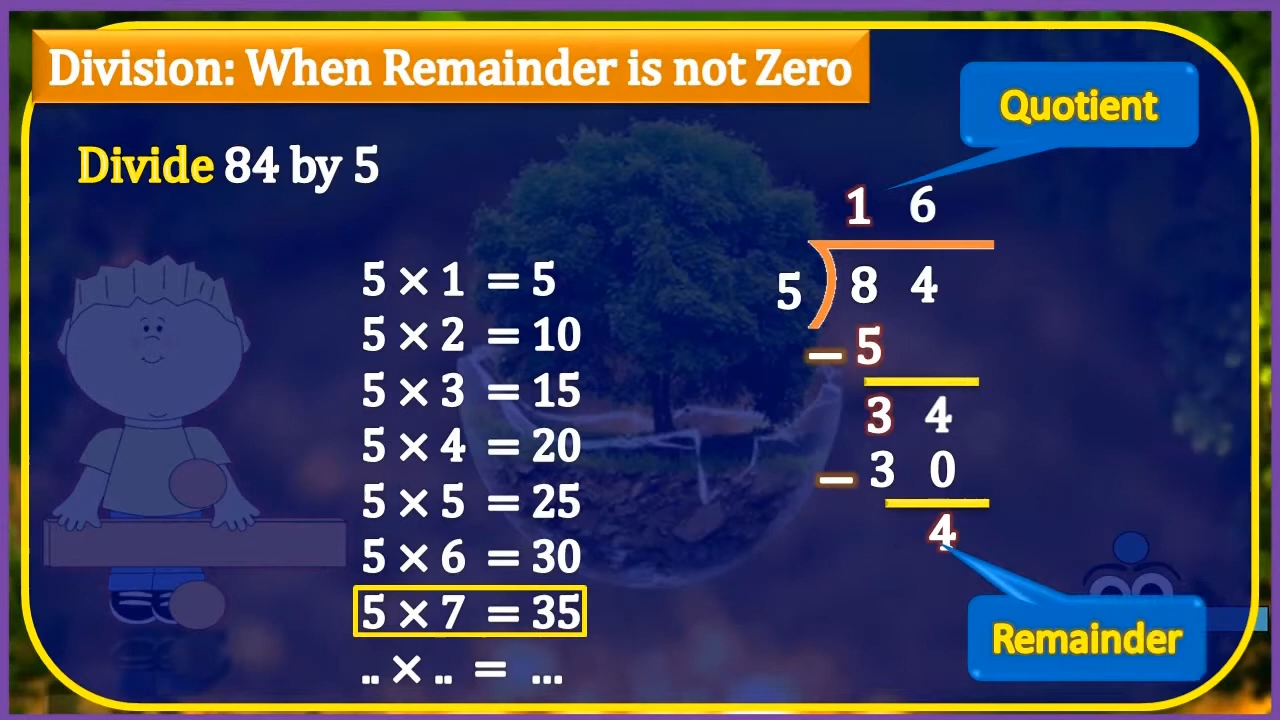 Division: When Remainder is not Zero
Quotient
Divide 84 by 5
5 × 1 = 5
5 × 2 = 10
5 × 3 = 15
5 × 4 = 20
5 × 5 = 25
5 × 6 = 30
5 × 7 = 35
.. × .. = ...
1 6
5 ) 8 4
– 5
3 4
– 3 0
4
Remainder